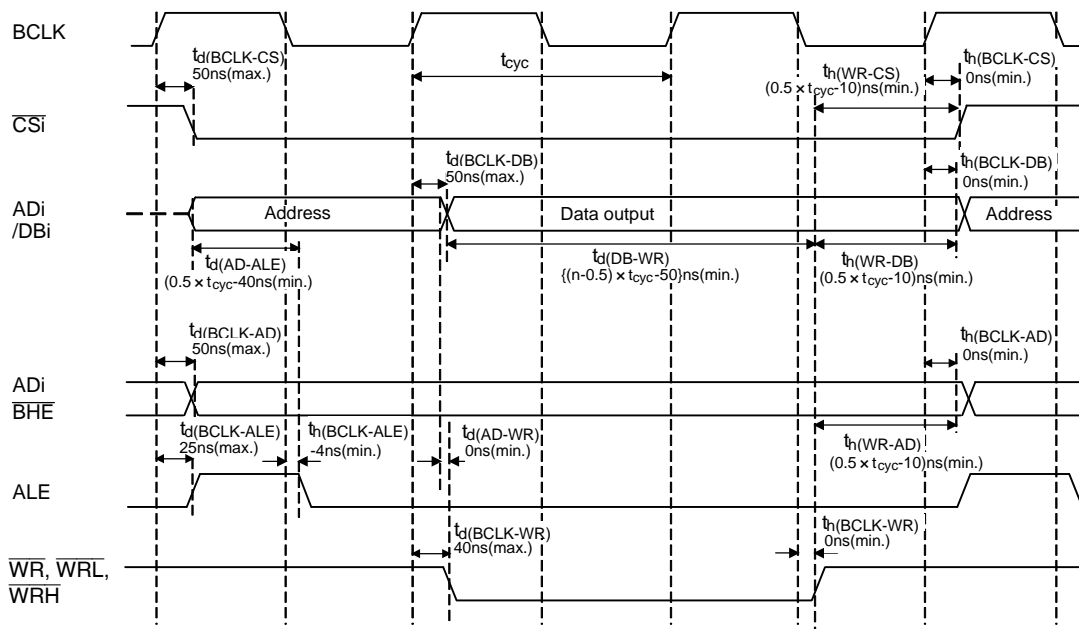 BCLK
td(BCLK-CS)
50ns(max.)
tcyc
th(WR-CS)
(0.5 × tcyc-10)ns(min.)
th(BCLK-CS)
0ns(min.)
CSi
td(BCLK-DB)
50ns(max.)
th(BCLK-DB)
0ns(min.)
ADi
/DBi
Address
Data output
Address
td(AD-ALE)
(0.5 × tcyc-40ns(min.)
td(DB-WR)
{(n-0.5) × tcyc-50}ns(min.)
th(WR-DB)
(0.5 × tcyc-10)ns(min.)
td(BCLK-AD)
50ns(max.)
th(BCLK-AD)
0ns(min.)
ADi
BHE
td(BCLK-ALE)
25ns(max.)
th(BCLK-ALE)
-4ns(min.)
td(AD-WR)
0ns(min.)
th(WR-AD)
(0.5 × tcyc-10)ns(min.)
ALE
td(BCLK-WR)
40ns(max.)
th(BCLK-WR)
0ns(min.)
WR, WRL,
WRH